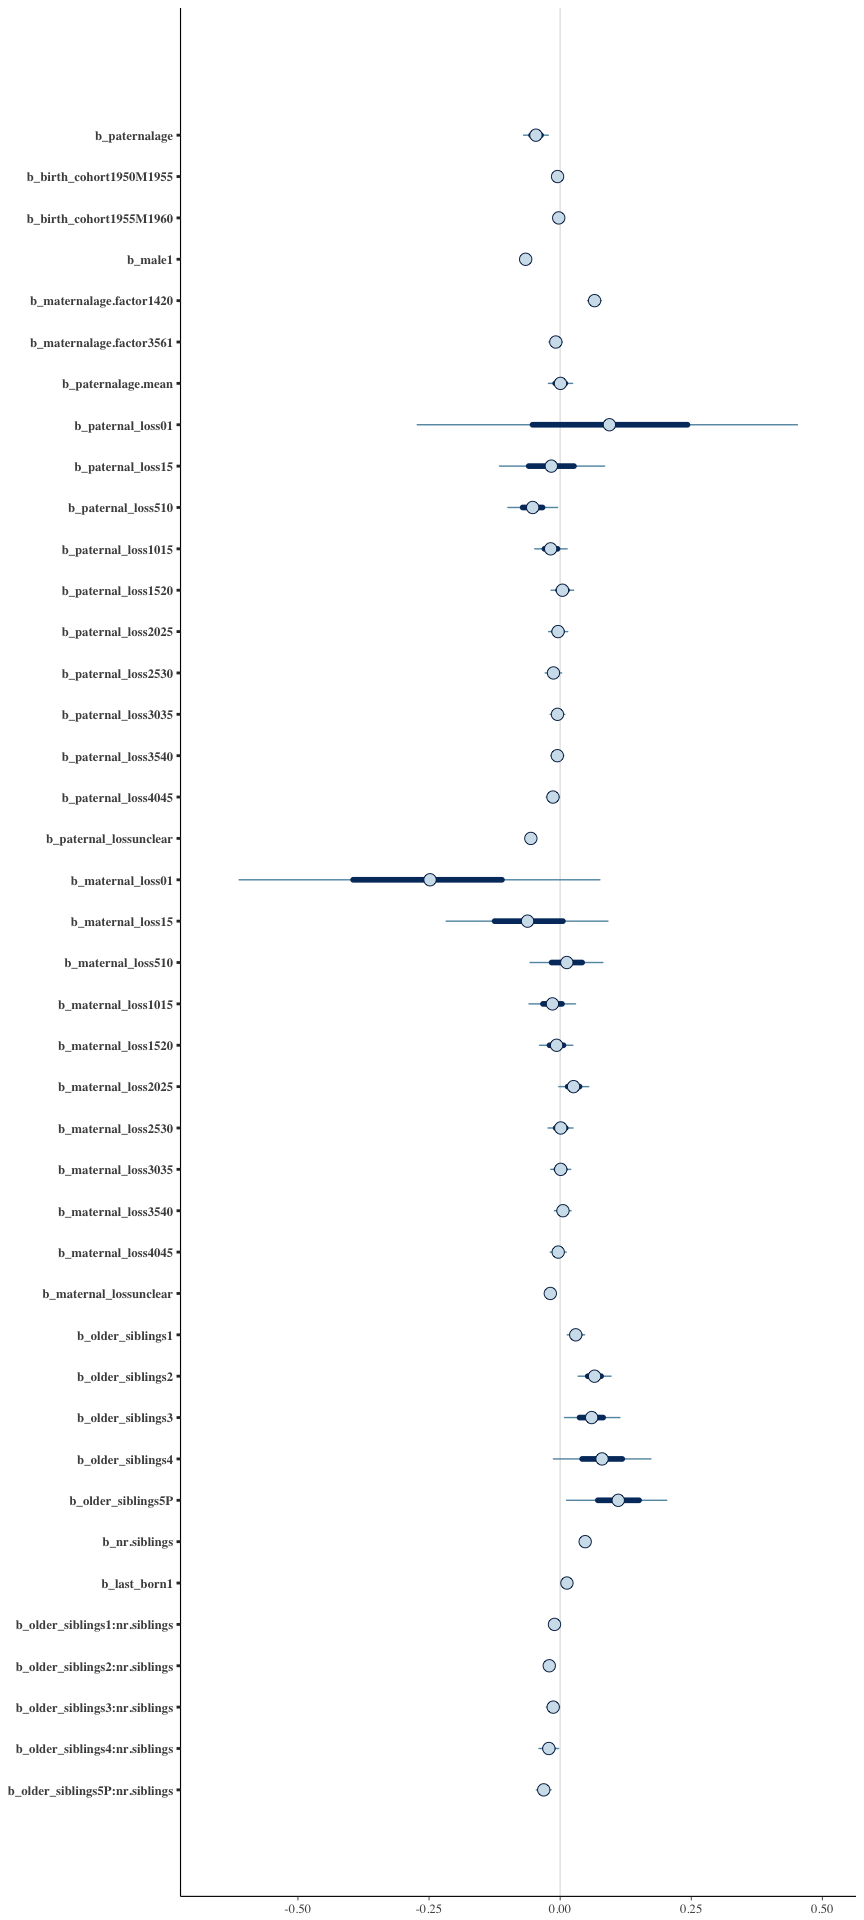 b_paternalage
b_birth_cohort1950M1955
b_birth_cohort1955M1960
b_male1
b_maternalage.factor1420
b_maternalage.factor3561
b_paternalage.mean
b_paternal_loss01
b_paternal_loss15
b_paternal_loss510
b_paternal_loss1015
b_paternal_loss1520
b_paternal_loss2025
b_paternal_loss2530
b_paternal_loss3035
b_paternal_loss3540
b_paternal_loss4045
b_paternal_lossunclear
b_maternal_loss01
b_maternal_loss15
b_maternal_loss510
b_maternal_loss1015
b_maternal_loss1520
b_maternal_loss2025
b_maternal_loss2530
b_maternal_loss3035
b_maternal_loss3540
b_maternal_loss4045
b_maternal_lossunclear
b_older_siblings1
b_older_siblings2
b_older_siblings3
b_older_siblings4
b_older_siblings5P
b_nr.siblings
b_last_born1
b_older_siblings1:nr.siblings
b_older_siblings2:nr.siblings
b_older_siblings3:nr.siblings
b_older_siblings4:nr.siblings
b_older_siblings5P:nr.siblings
-0.50 -0.25 0.00 0.25 0.50